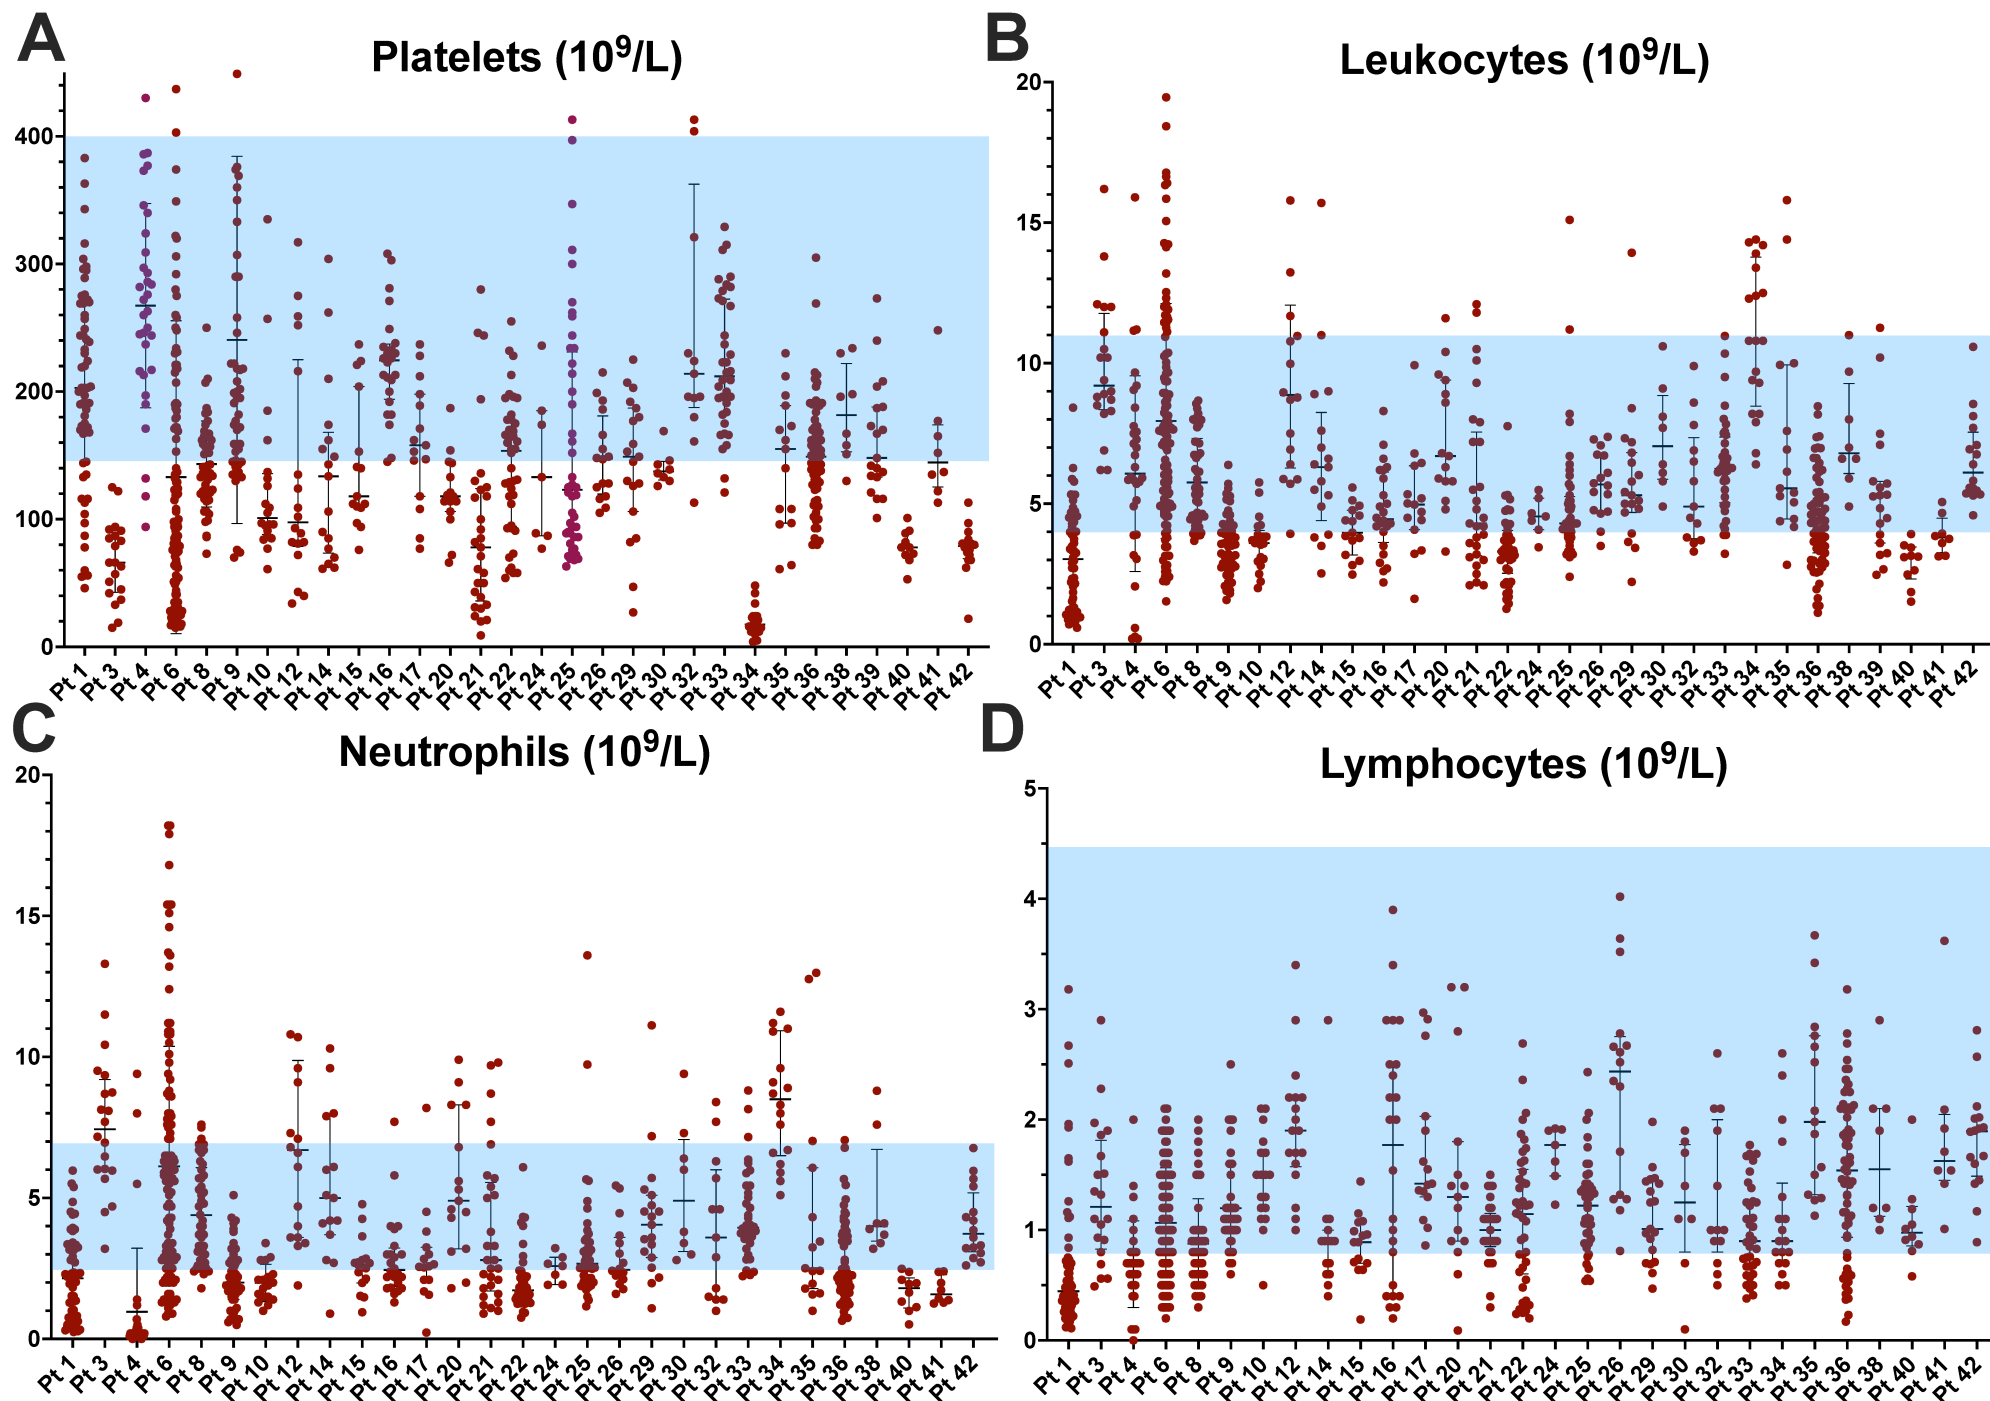 A
Platelets (10⁹/L)
400
300
200
100
0
Pt 1 Pt 3 Pt 4 Pt 6 Pt 8 Pt 9 Pt 10 Pt 12 Pt 14 Pt 15 Pt 16 Pt 17 Pt 20 Pt 21 Pt 22 Pt 24 Pt 25 Pt 26 Pt 29 Pt 30 Pt 32 Pt 33 Pt 34 Pt 35 Pt 36 Pt 38 Pt 39 Pt 40 Pt 41 Pt 42
B
Leukocytes (10⁹/L)
20
15
10
5
0
Pt 1 Pt 3 Pt 4 Pt 6 Pt 8 Pt 9 Pt 10 Pt 12 Pt 14 Pt 15 Pt 16 Pt 17 Pt 20 Pt 21 Pt 22 Pt 24 Pt 25 Pt 26 Pt 29 Pt 30 Pt 32 Pt 33 Pt 34 Pt 35 Pt 36 Pt 38 Pt 39 Pt 40 Pt 41 Pt 42
C
Neutrophils (10⁹/L)
20
15
10
5
0
Pt 1 Pt 3 Pt 4 Pt 6 Pt 8 Pt 9 Pt 10 Pt 12 Pt 14 Pt 15 Pt 16 Pt 17 Pt 20 Pt 21 Pt 22 Pt 24 Pt 25 Pt 26 Pt 29 Pt 30 Pt 32 Pt 33 Pt 34 Pt 35 Pt 36 Pt 38 Pt 40 Pt 41 Pt 42
D
Lymphocytes (10⁹/L)
5
4
3
2
1
0
Pt 1 Pt 3 Pt 4 Pt 6 Pt 8 Pt 9 Pt 10 Pt 12 Pt 14 Pt 15 Pt 16 Pt 17 Pt 20 Pt 21 Pt 22 Pt 24 Pt 25 Pt 26 Pt 29 Pt 30 Pt 32 Pt 33 Pt 34 Pt 35 Pt 36 Pt 38 Pt 40 Pt 41 Pt 42